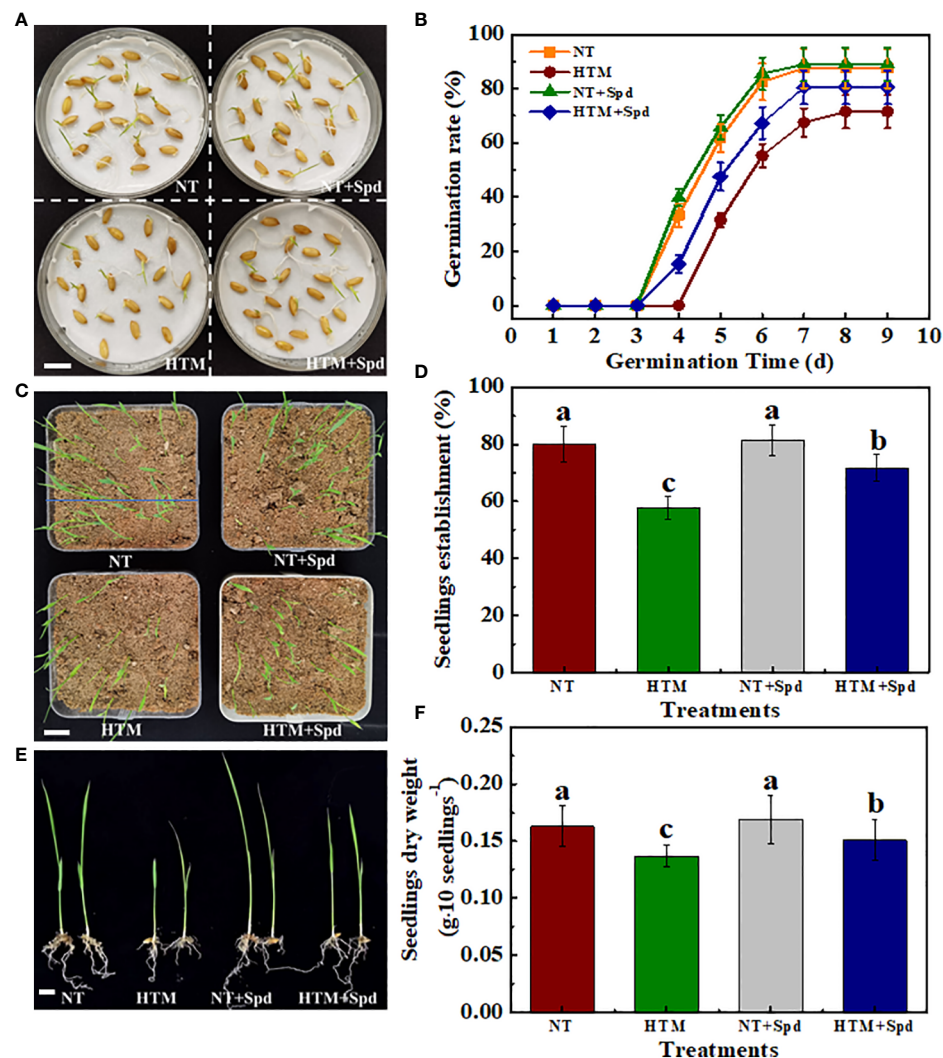 A
NT
NT+Spd
HTM
HTM+Spd
B
100
80
60
40
20
0
Germination rate (%)
NT
HTM
NT+Spd
HTM+Spd
0 1 2 3 4 5 6 7 8 9 10
Germination Time (d)
C
NT
NT+Spd
HTM
HTM+Spd
D
100
80
60
40
20
0
Seedlings establishment (%)
a
c
a
b
NT HTM NT+Spd HTM+Spd
Treatments
E
NT HTM NT+Spd HTM+Spd
F
0.25
0.20
0.15
0.10
0.05
0.00
Seedlings dry weight
(g·10 seedlings⁻¹)
a
c
a
b
NT HTM NT+Spd HTM+Spd
Treatments